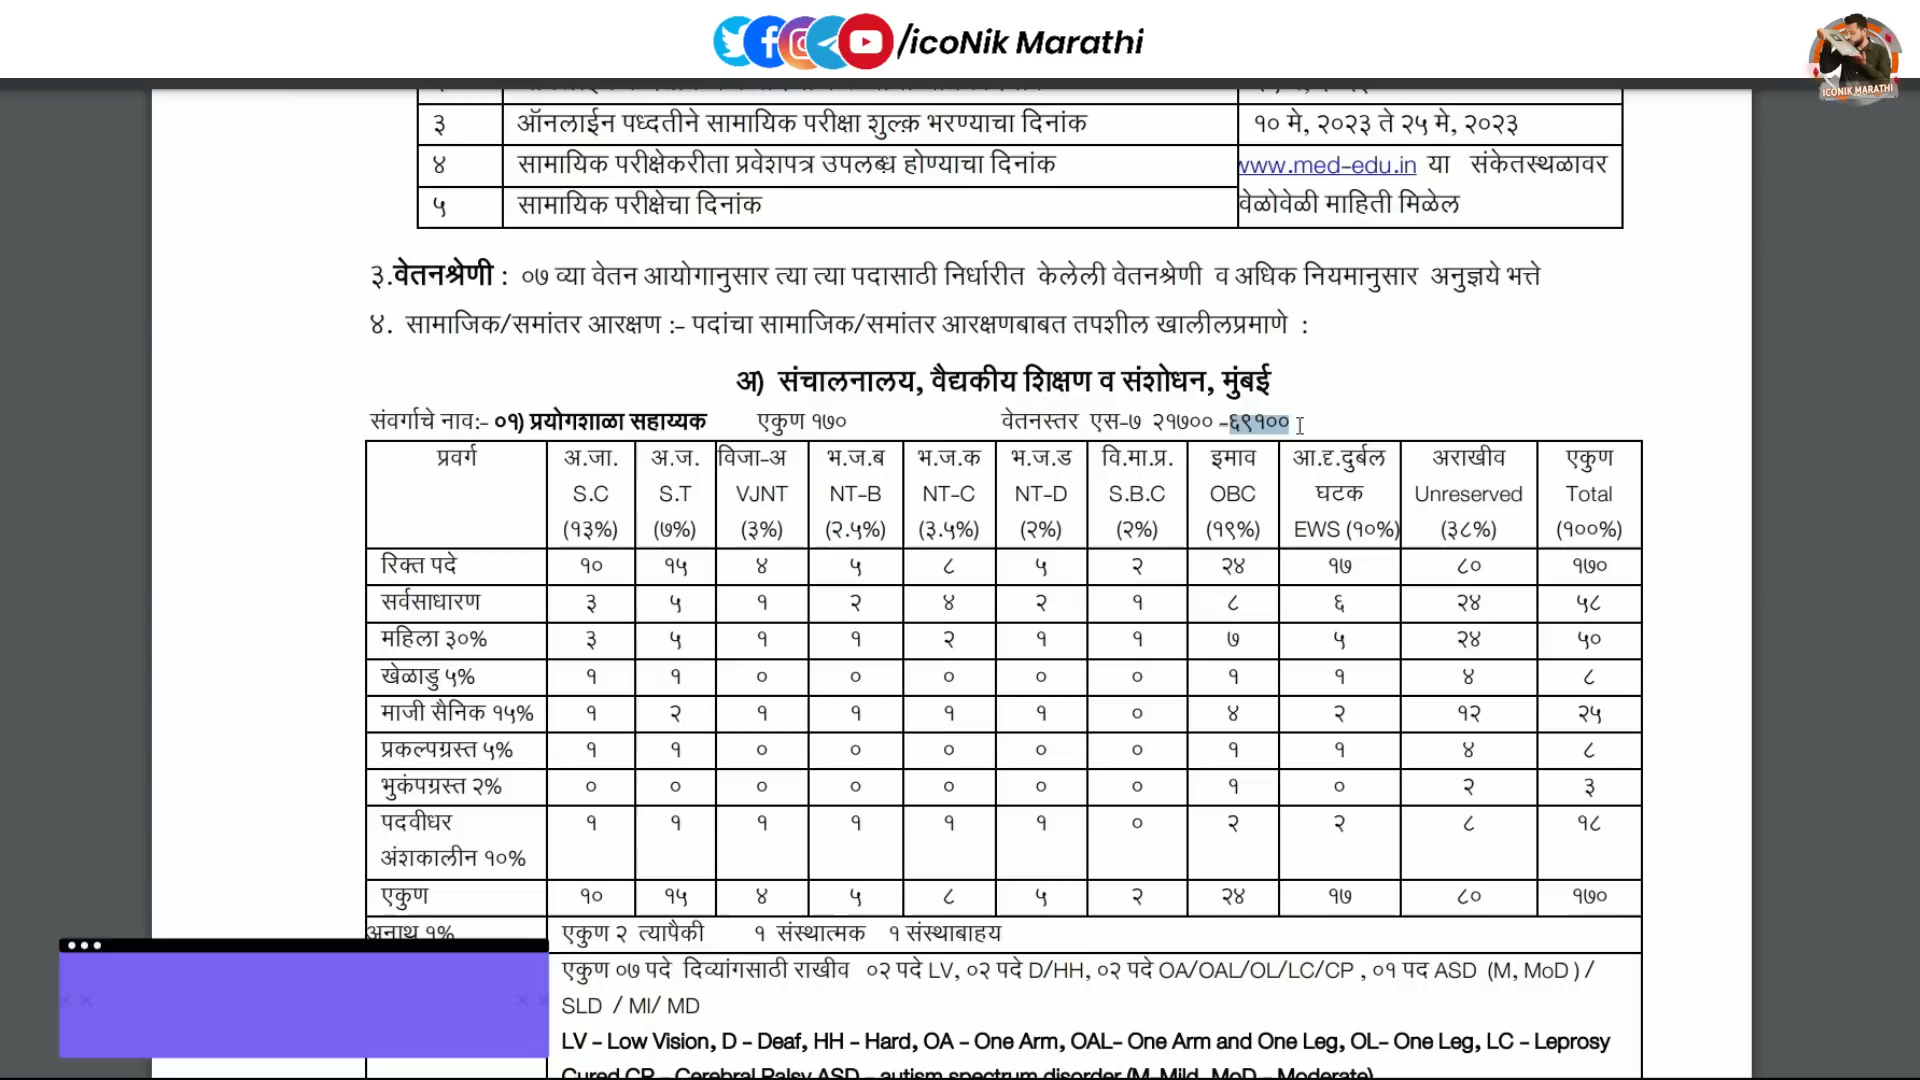 /icoNik Marathi
ICONIK MARATHI
३ ऑनलाईन पध्दतीने सामायिक परीक्षा शुल्क भरण्याचा दिनांक १० मे, २०२३ ते २५ मे, २०२३
४ सामायिक परीक्षेकरीता प्रवेशपत्र उपलब्ध होण्याचा दिनांक www.med-edu.in या संकेतस्थळावर
५ सामायिक परीक्षेचा दिनांक वेळोवेळी माहिती मिळेल
३.वेतनश्रेणी : ०७ व्या वेतन आयोगानुसार त्या त्या पदासाठी निर्धारीत केलेली वेतनश्रेणी व अधिक नियमानुसार अनुज्ञये भत्ते
४. सामाजिक/समांतर आरक्षण :- पदांचा सामाजिक/समांतर आरक्षणबाबत तपशील खालीलप्रमाणे :
अ) संचालनालय, वैद्यकीय शिक्षण व संशोधन, मुंबई
संवर्गाचे नाव:- ०१) प्रयोगशाळा सहाय्यक एकुण १७० वेतनस्तर एस-७ २१७०० -६९१००
प्रवर्ग अ.जा. अ.ज. विजा-अ भ.ज.ब भ.ज.क भ.ज.ड वि.मा.प्र. इमाव आ.दृ.दुर्बल अराखीव एकुण
S.C S.T VJNT NT-B NT-C NT-D S.B.C OBC घटक Unreserved Total
(१३%) (७%) (३%) (२.५%) (३.५%) (२%) (२%) (१९%) EWS (१०%) (३८%) (१००%)
रिक्त पदे १० १५ ४ ५ ८ ५ २ २४ १७ ८० १७०
सर्वसाधारण ३ ५ १ २ ४ २ १ ८ ६ २४ ५८
महिला ३०% ३ ५ १ १ २ १ १ ७ ५ २४ ५०
खेळाडु ५% १ १ ० ० ० ० ० १ १ ४ ८
माजी सैनिक १५% १ २ १ १ १ १ ० ४ २ १२ २५
प्रकल्पग्रस्त ५% १ १ ० ० ० ० ० १ १ ४ ८
भुकंपग्रस्त २% ० ० ० ० ० ० ० १ ० २ ३
पदवीधर १ १ १ १ १ १ ० २ २ ८ १८
अंशकालीन १०%
एकुण १० १५ ४ ५ ८ ५ २ २४ १७ ८० १७०
अनाथ १% एकुण २ त्यापैकी १ संस्थात्मक १ संस्थाबाहय
एकुण ०७ पदे दिव्यांगसाठी राखीव ०२ पदे LV, ०२ पदे D/HH, ०२ पदे OA/OAL/OL/LC/CP , ०१ पद ASD (M, MoD ) /
SLD / MI/ MD
LV – Low Vision, D – Deaf, HH – Hard, OA – One Arm, OAL- One Arm and One Leg, OL- One Leg, LC – Leprosy
Cured CP – Cerebral Palsy ASD – autism spectrum disorder (M-Mild, MoD – Moderate)